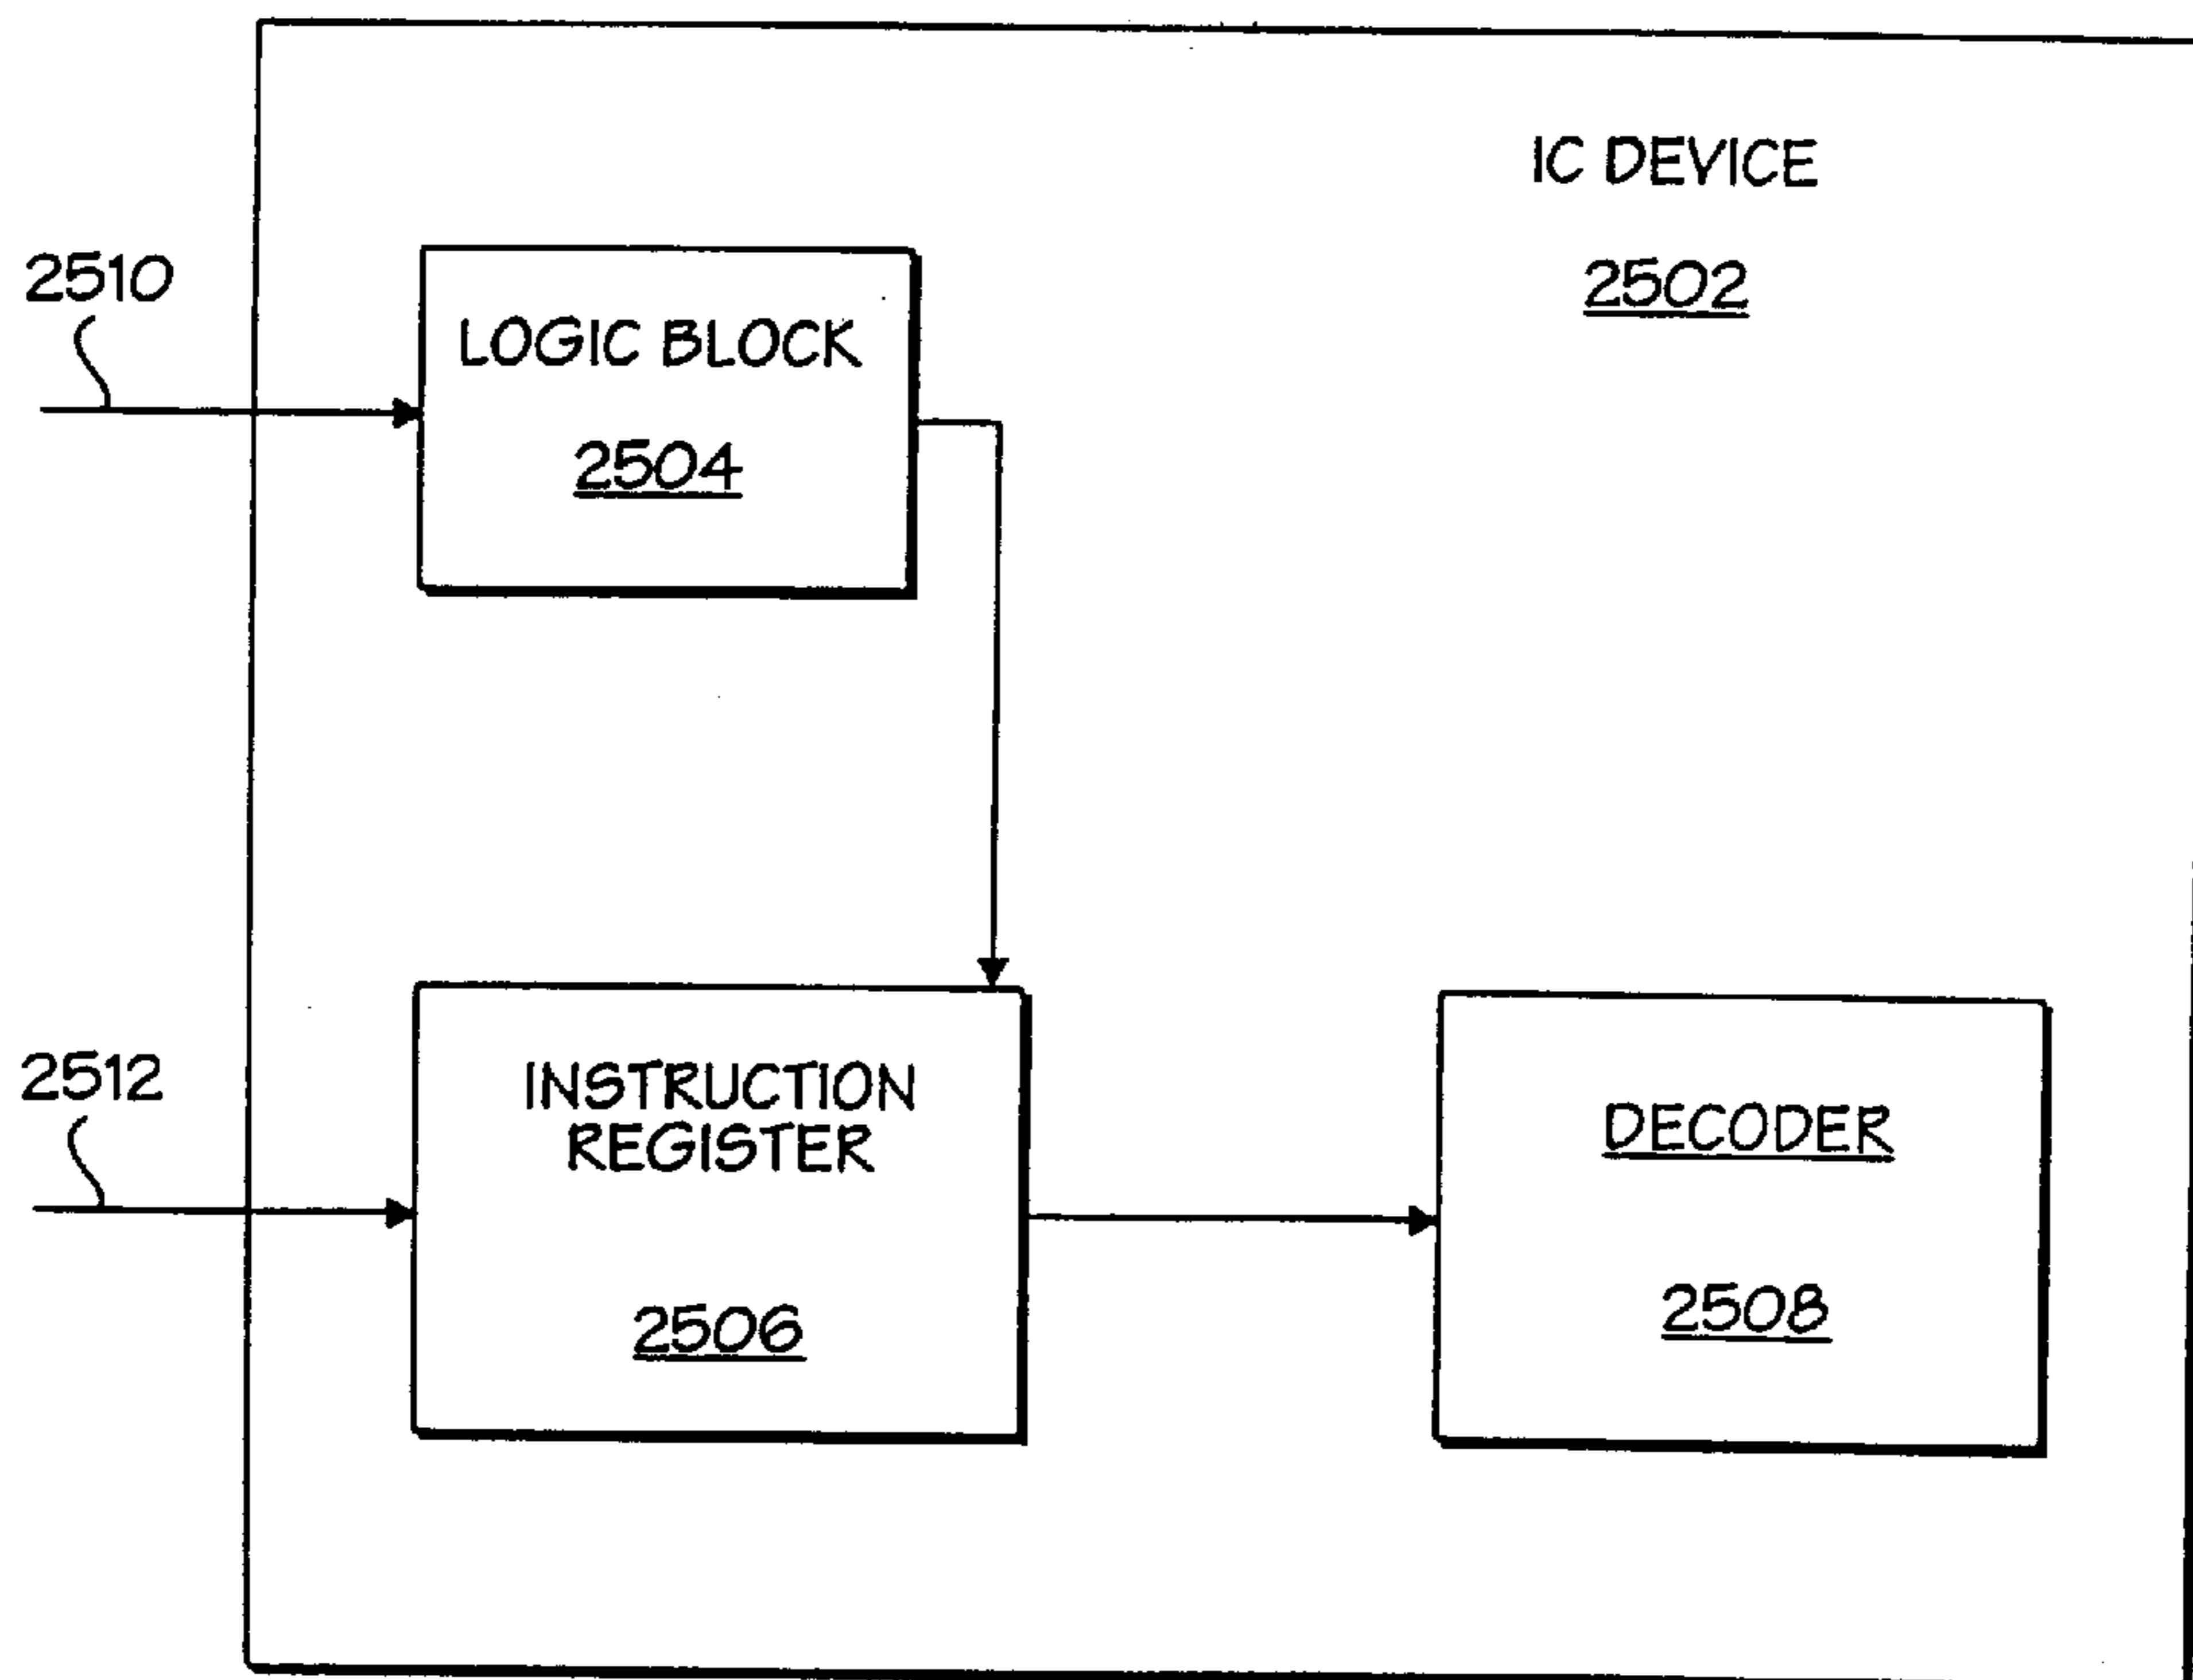 IC DEVICE
2502
2510
LOGIC BLOCK
2504
2512
INSTRUCTION
REGISTER
2506
DECODER
2508